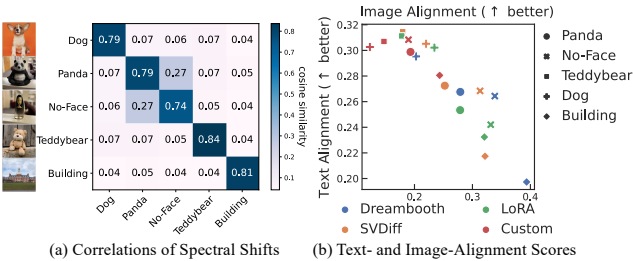 Dog
Panda
No-Face
Teddybear
Building
0.79 0.07 0.06 0.07 0.04
0.07 0.79 0.27 0.07 0.05
0.06 0.27 0.74 0.05 0.04
0.07 0.07 0.05 0.84 0.04
0.04 0.05 0.04 0.04 0.81
Dog
Panda
No-Face
Teddybear
Building
0.8
0.7
0.6
0.5
0.4
0.3
0.2
0.1
cosine similarity
(a) Correlations of Spectral Shifts
Image Alignment (↑ better)
Text Alignment (↑ better)
0.32
0.30
0.28
0.26
0.24
0.22
0.20
0.2 0.3 0.4
Panda
No-Face
Teddybear
Dog
Building
Dreambooth
SVDiff
LoRA
Custom
(b) Text- and Image-Alignment Scores